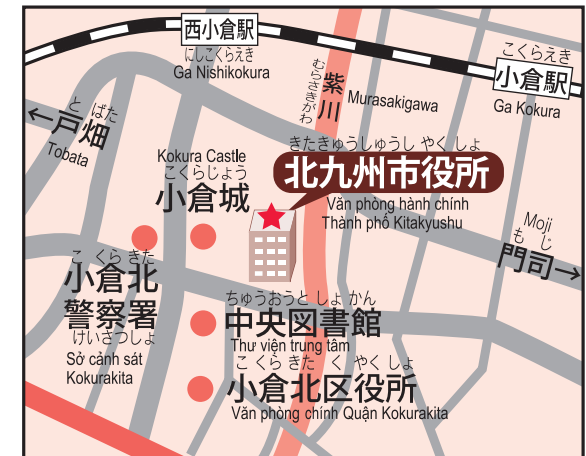 西小倉駅
にしこくらえき
Ga Nishikokura
こくらえき
小倉駅
Ga Kokura
むらさきがわ
紫川
Murasakigawa
と ばた
←戸畑
Tobata
きたきゅうしゅうし やく しょ
北九州市役所
Văn phòng hành chính
Thành phố Kitakyushu
Kokura Castle
こくらじょう
小倉城
Moji
も じ
門司→
こ くら きた
小倉北
警察署
けいさつしょ
Sở cảnh sát
Kokurakita
ちゅうおうと しょ かん
中央図書館
Thư viện trung tâm
こ くら きた く やく しょ
小倉北区役所
Văn phòng chính Quận Kokurakita